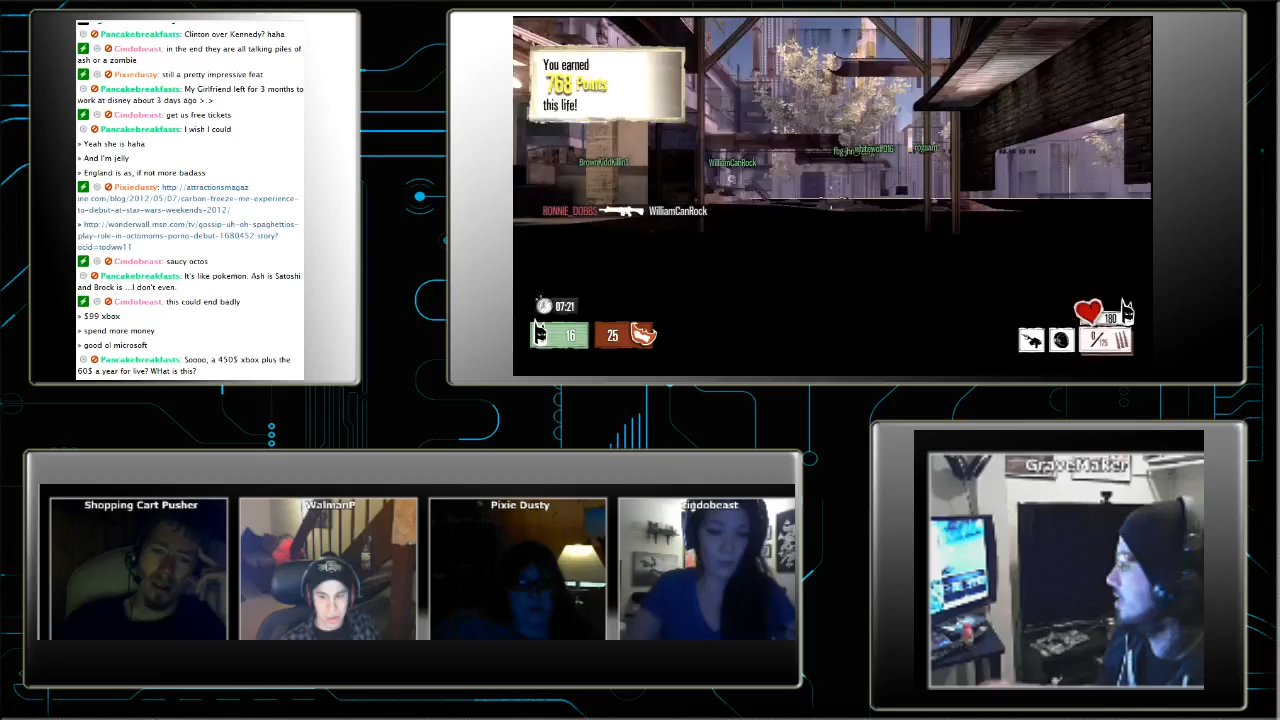 Pancakebreakfasts: Clinton over Kennedy? haha
Cindobeast: in the end they are all talking piles of
ash or a zombie
Pixiedusty: still a pretty impressive feat
Pancakebreakfasts: My Girlfriend left for 3 months to
work at disney about 3 days ago >.>
Cindobeast: get us free tickets
Pancakebreakfasts: I wish I could
» Yeah she is haha
» And I'm jelly
» England is as, if not more badass
Pixiedusty: http://attractionsmagaz
ine.com/blog/2012/05/07/carbon-freeze-me-experience-
to-debut-at-star-wars-weekends-2012/
» http://wonderwall.msn.com/tv/gossip-uh-oh-spaghettios-
play-role-in-octomoms-porno-debut-1680452.story?
ocid=todww11
Cindobeast: saucy octos
Pancakebreakfasts: It's like pokemon. Ash is Satoshi
and Brock is ...I don't even.
Cindobeast: this could end badly
» $99 xbox
» spend more money
» good ol microsoft
Pancakebreakfasts: Soooo, a 450$ xbox plus the
60$ a year for live? WHat is this?
You earned
768 Points
this life!
BrownKiddKillin1
WilliamCanRock
whitewolf016
RONNIE_DOBBS WilliamCanRock
07:21
16 25
180
0/125
Shopping Cart Pusher
WalmanP
Pixie Dusty
Cindobeast
GraveMaker